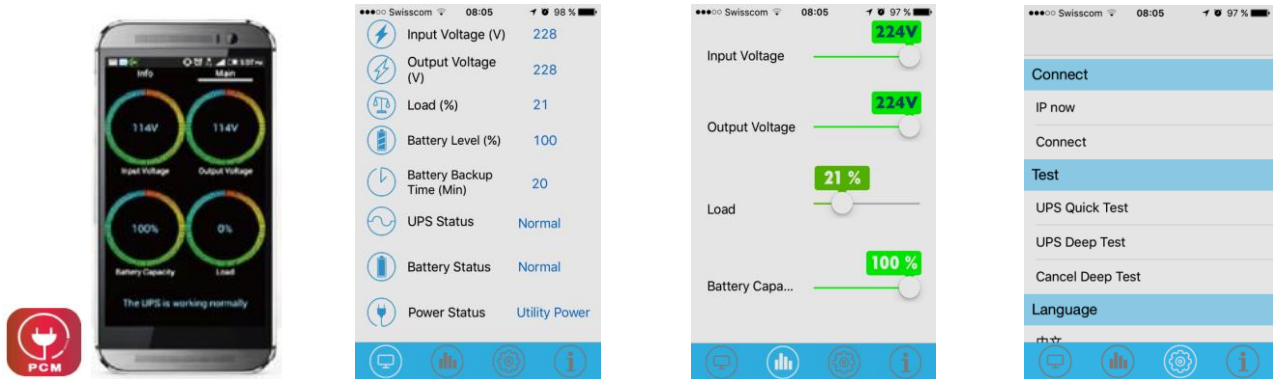 PCM
5:07
Info
Main
114V
114V
Input Voltage
Output Voltage
100%
0%
Battery Capacity
Load
The UPS is working normally
Swisscom
08:05
98 %
Input Voltage (V)
228
Output Voltage
(V)
228
Load (%)
21
Battery Level (%)
100
Battery Backup
Time (Min)
20
UPS Status
Normal
Battery Status
Normal
Power Status
Utility Power
Swisscom
08:05
97 %
224V
Input Voltage
224V
Output Voltage
21 %
Load
100 %
Battery Capa...
Swisscom
08:05
97 %
Connect
IP now
Connect
Test
UPS Quick Test
UPS Deep Test
Cancel Deep Test
Language
中文